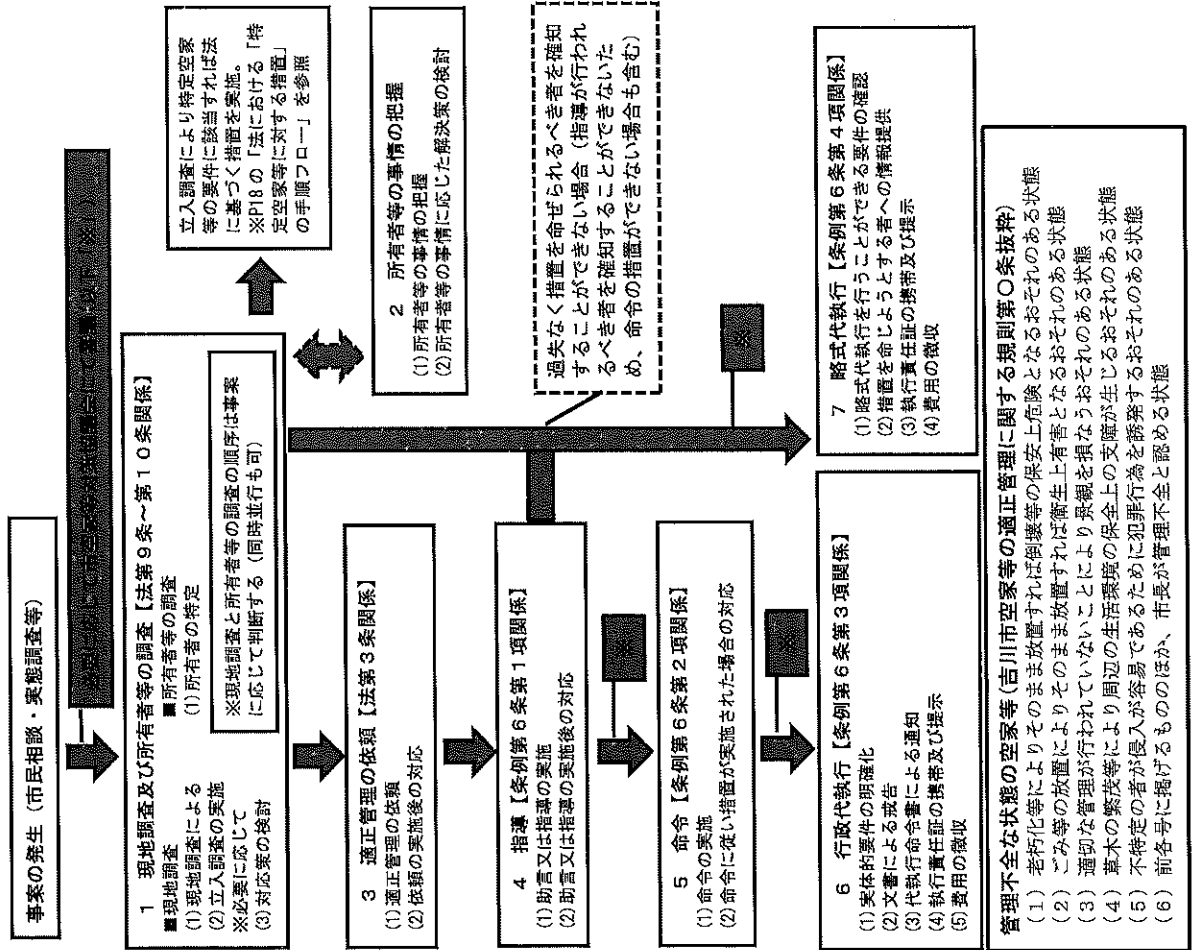 事案の発生（市民相談・実態調査等）
1　現地調査及び所有者等の調査【法第9条～第10条関係】
■現地調査
(1) 現地調査による
(2) 立入調査の実施
※必要に応じて
(3) 対応策の検討
■所有者等の調査
(1) 所有者の特定
※現地調査と所有者等の調査の順序は事案
に応じて判断する（同時並行も可）
立入調査により特定空家
等の要件に該当すれば法
に基づく措置を実施。
※P18の「法における「特
定空家等に対する措置」
の手順フロー」を参照
2　所有者等の事情の把握
(1) 所有者等の事情の把握
(2) 所有者等の事情に応じた解決策の検討
3　適正管理の依頼【法第3条関係】
(1) 適正管理の依頼
(2) 依頼の実施後の対応
4　指導【条例第6条第1項関係】
(1) 助言又は指導の実施
(2) 助言又は指導の実施後の対応
過失なく措置を命ぜられるべき者を確知
することができない場合（指導が行われ
るべき者を確知することができないた
め、命令の措置ができない場合も含む）
※
5　命令【条例第6条第2項関係】
(1) 命令の実施
(2) 命令に従い措置が実施された場合の対応
※
※
6　行政代執行【条例第6条第3項関係】
(1) 実体的要件の明確化
(2) 文書による戒告
(3) 代執行命令書による通知
(4) 執行責任証の携帯及び提示
(5) 費用の徴収
7　略式代執行【条例第6条第4項関係】
(1) 略式代執行を行うことができる要件の確認
(2) 措置を命じようとする者への情報提供
(3) 執行責任証の携帯及び提示
(4) 費用の徴収
管理不全な状態の空家等（吉川市空家等の適正管理に関する規則第〇条抜粋）
（1）老朽化等によりそのまま放置すれば倒壊等の保安上危険となるおそれのある状態
（2）ごみ等の放置によりそのまま放置すれば衛生上有害となるおそれのある状態
（3）適切な管理が行われていないことにより景観を損なうおそれのある状態
（4）草木の繁茂等により周辺の生活環境の保全上の支障が生じるおそれのある状態
（5）不特定の者が侵入が容易であるために犯罪行為を誘発するおそれのある状態
（6）前各号に掲げるもののほか、市長が管理不全と認める状態